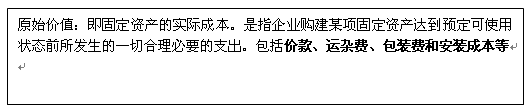 原始价值：即固定资产的实际成本。是指企业购建某项固定资产达到预定可使用
状态前所发生的一切合理必要的支出。包括价款、运杂费、包装费和安装成本等